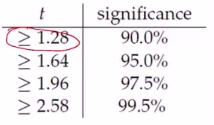 t significance
≥ 1.28 90.0%
≥ 1.64 95.0%
≥ 1.96 97.5%
≥ 2.58 99.5%